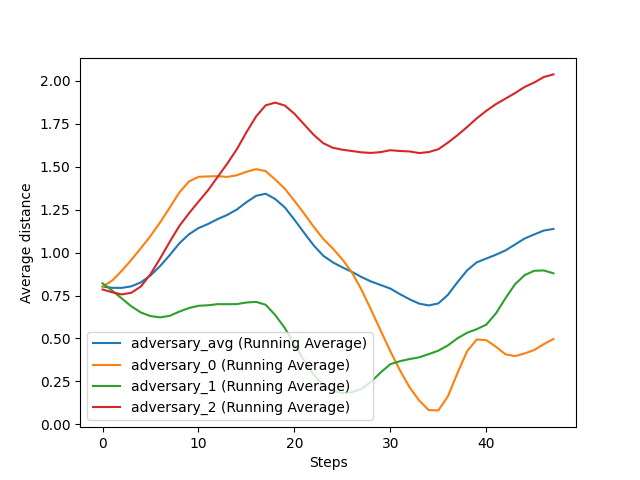 2.00
1.75
1.50
1.25
1.00
0.75
0.50
0.25
0.00
Average distance
adversary_avg (Running Average)
adversary_0 (Running Average)
adversary_1 (Running Average)
adversary_2 (Running Average)
0 10 20 30 40
Steps